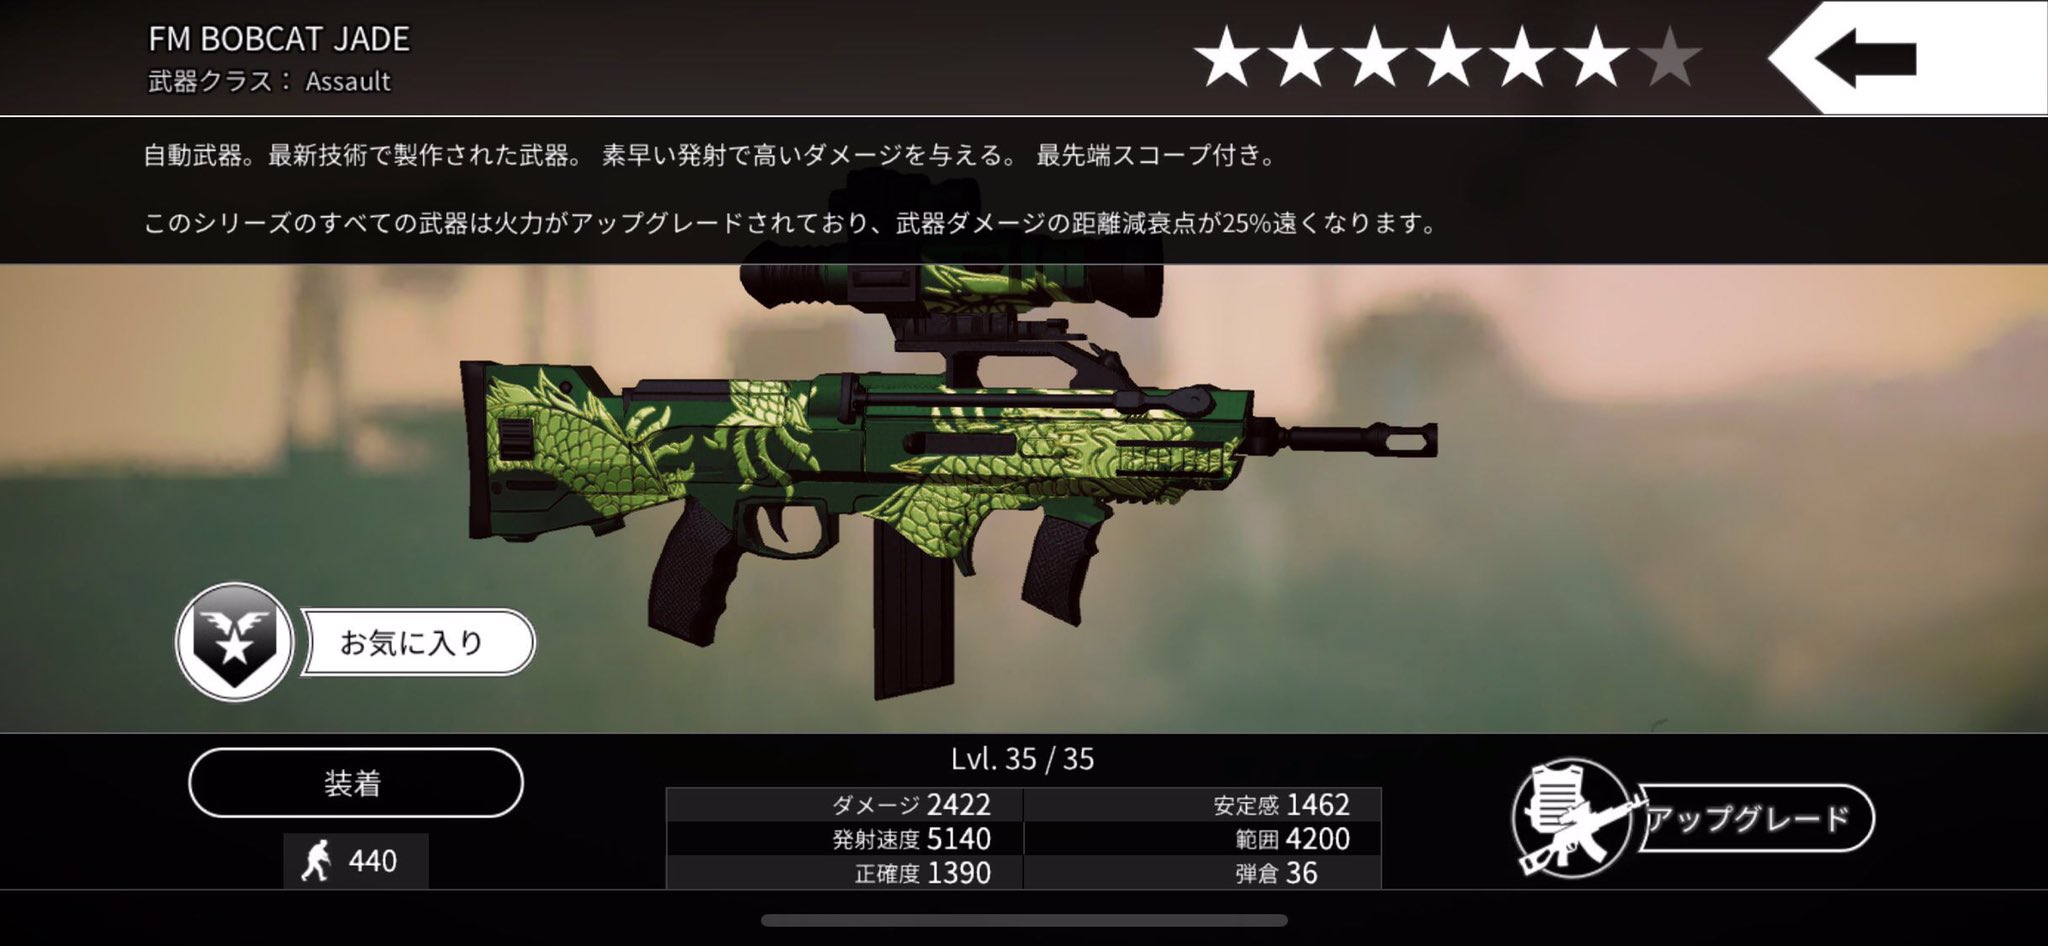 FM BOBCAT JADE
武器クラス： Assault
自動武器。最新技術で製作された武器。 素早い発射で高いダメージを与える。 最先端スコープ付き。
このシリーズのすべての武器は火力がアップグレードされており、武器ダメージの距離減衰点が25%遠くなります。
お気に入り
装着
440
Lvl. 35 / 35
ダメージ 2422
安定感 1462
発射速度 5140
範囲 4200
正確度 1390
弾倉 36
アップグレード